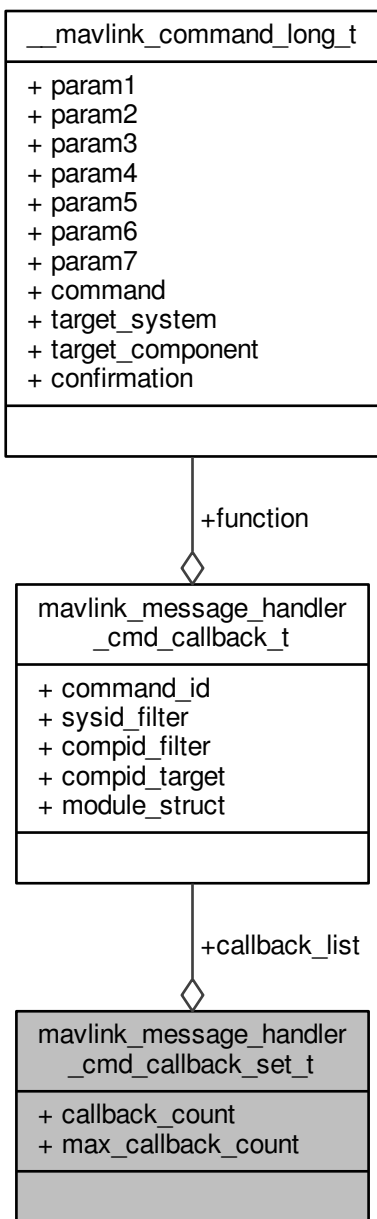 __mavlink_command_long_t
+ param1
+ param2
+ param3
+ param4
+ param5
+ param6
+ param7
+ command
+ target_system
+ target_component
+ confirmation
+function
mavlink_message_handler
_cmd_callback_t
+ command_id
+ sysid_filter
+ compid_filter
+ compid_target
+ module_struct
+callback_list
mavlink_message_handler
_cmd_callback_set_t
+ callback_count
+ max_callback_count